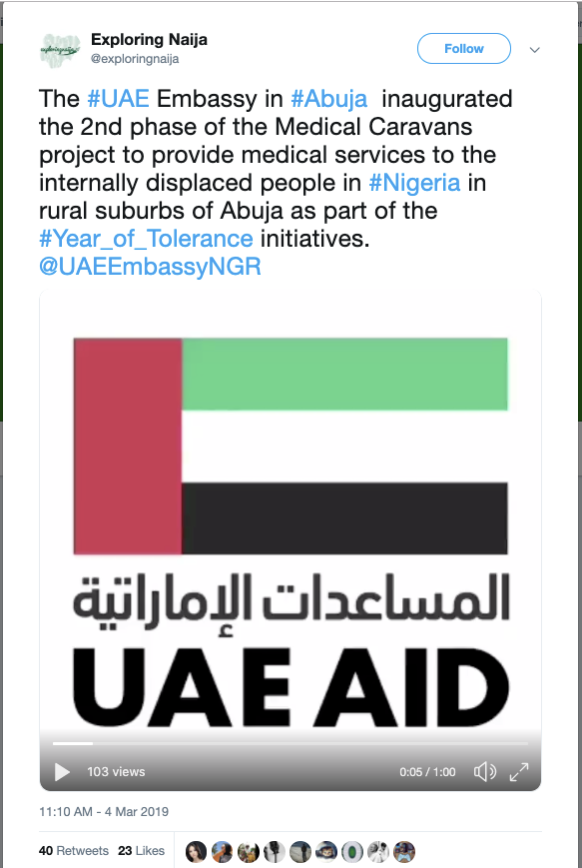 Exploring Naija
@exploringnaija
Follow
The #UAE Embassy in #Abuja inaugurated
the 2nd phase of the Medical Caravans
project to provide medical services to the
internally displaced people in #Nigeria in
rural suburbs of Abuja as part of the
#Year_of_Tolerance initiatives.
@UAEEmbassyNGR
المساعدات الإماراتية
UAE AID
103 views
0:05 / 1:00
11:10 AM - 4 Mar 2019
40 Retweets 23 Likes